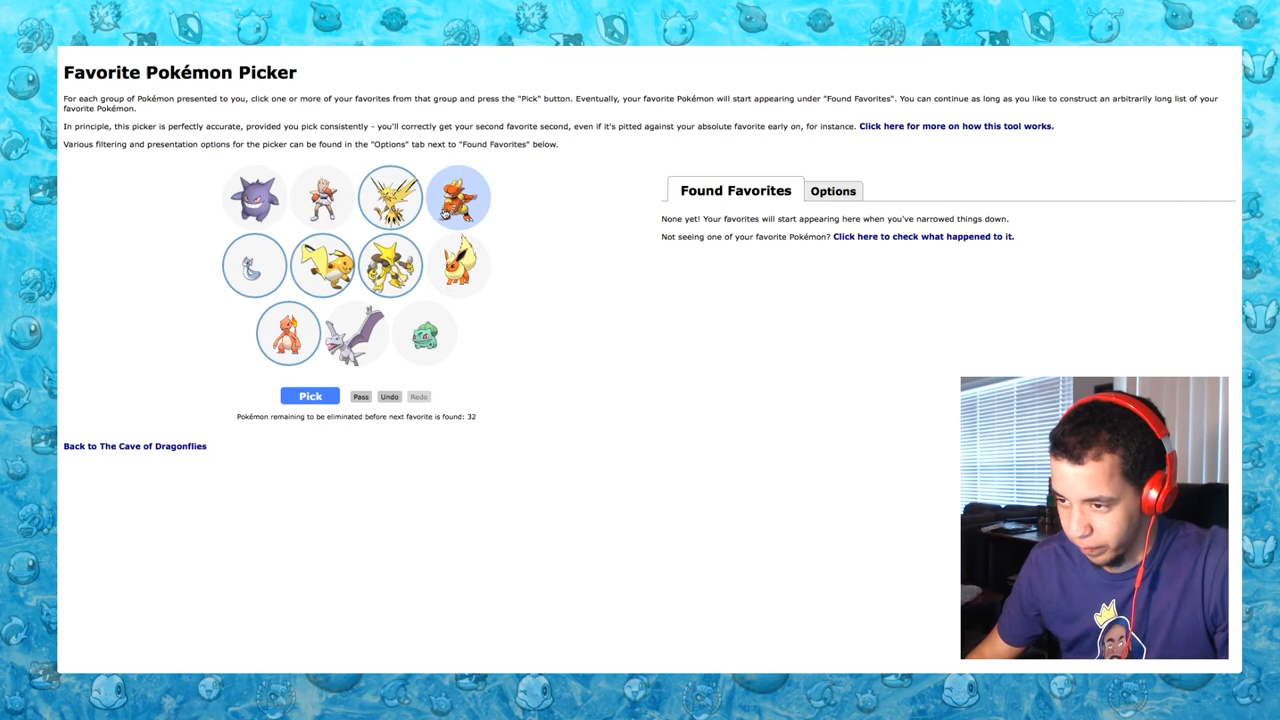 Favorite Pokémon Picker
For each group of Pokémon presented to you, click one or more of your favorites from that group and press the "Pick" button. Eventually, your favorite Pokémon will start appearing under "Found Favorites". You can continue as long as you like to construct an arbitrarily long list of your
favorite Pokémon.
In principle, this picker is perfectly accurate, provided you pick consistently - you'll correctly get your second favorite second, even if it's pitted against your absolute favorite early on, for instance. Click here for more on how this tool works.
Various filtering and presentation options for the picker can be found in the "Options" tab next to "Found Favorites" below.
Found Favorites Options
None yet! Your favorites will start appearing here when you've narrowed things down.
Not seeing one of your favorite Pokémon? Click here to check what happened to it.
Pick Pass Undo Redo
Pokémon remaining to be eliminated before next favorite is found: 32
Back to The Cave of Dragonflies